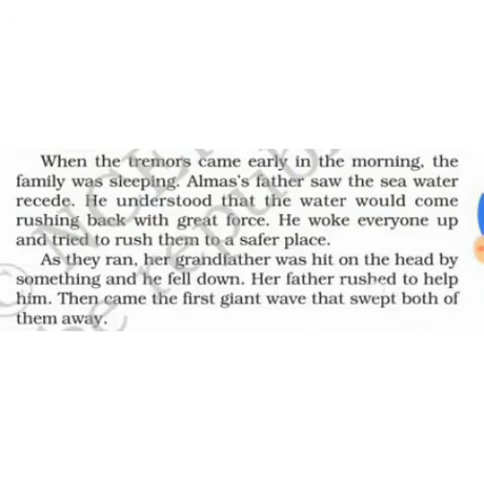 When the tremors came early in the morning, the
family was sleeping. Almas's father saw the sea water
recede. He understood that the water would come
rushing back with great force. He woke everyone up
and tried to rush them to a safer place.
As they ran, her grandfather was hit on the head by
something and he fell down. Her father rushed to help
him. Then came the first giant wave that swept both of
them away.